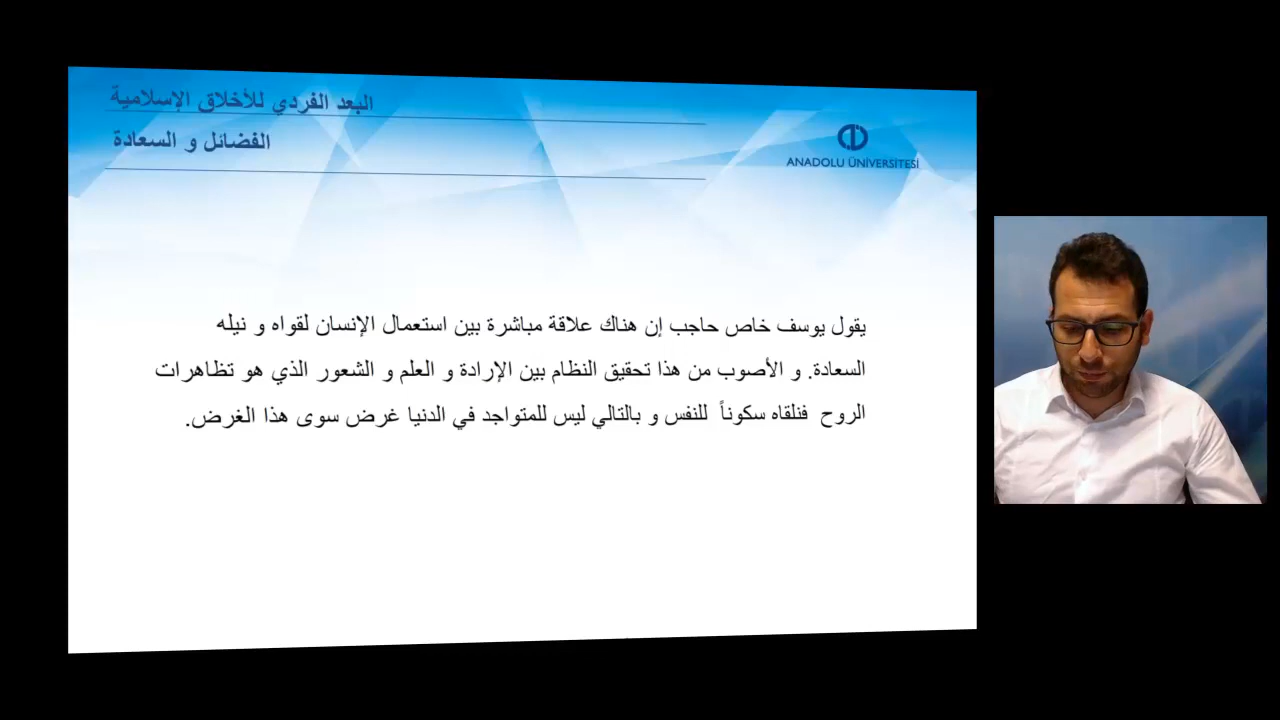 البعد الفردي للأخلاق الإسلامية
الفضائل و السعادة
ANADOLU ÜNİVERSİTESİ
يقول يوسف خاص حاجب إن هناك علاقة مباشرة بين استعمال الإنسان لقواه و نيله
السعادة. و الأصوب من هذا تحقيق النظام بين الإرادة و العلم و الشعور الذي هو تظاهرات
الروح فنلقاه سكوناً للنفس و بالتالي ليس للمتواجد في الدنيا غرض سوى هذا الغرض.